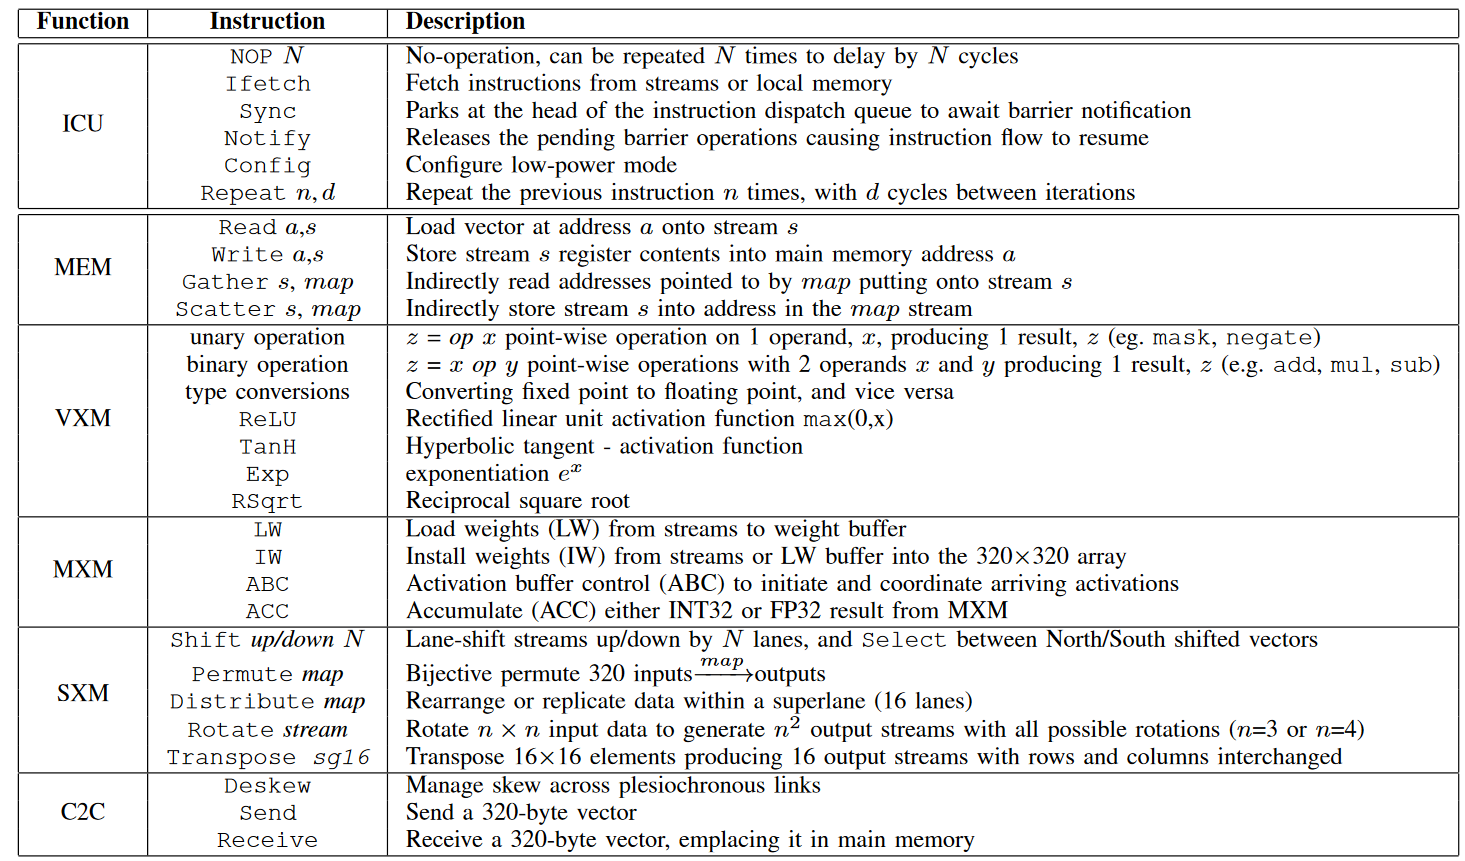 Function Instruction Description
NOP N No-operation, can be repeated N times to delay by N cycles
Ifetch Fetch instructions from streams or local memory
Sync Parks at the head of the instruction dispatch queue to await barrier notification
ICU
Notify Releases the pending barrier operations causing instruction flow to resume
Config Configure low-power mode
Repeat n,d Repeat the previous instruction n times, with d cycles between iterations
Read a,s Load vector at address a onto stream s
Write a,s Store stream s register contents into main memory address a
MEM
Gather s, map Indirectly read addresses pointed to by map putting onto stream s
Scatter s, map Indirectly store stream s into address in the map stream
unary operation z = op x point-wise operation on 1 operand, x, producing 1 result, z (eg. mask, negate)
binary operation z = x op y point-wise operations with 2 operands x and y producing 1 result, z (e.g. add, mul, sub)
type conversions Converting fixed point to floating point, and vice versa
VXM ReLU Rectified linear unit activation function max(0,x)
TanH Hyperbolic tangent - activation function
Exp exponentiation eˣ
RSqrt Reciprocal square root
LW Load weights (LW) from streams to weight buffer
IW Install weights (IW) from streams or LW buffer into the 320×320 array
MXM
ABC Activation buffer control (ABC) to initiate and coordinate arriving activations
ACC Accumulate (ACC) either INT32 or FP32 result from MXM
Shift up/down N Lane-shift streams up/down by N lanes, and Select between North/South shifted vectors
Permute map Bijective permute 320 inputs map→ outputs
SXM Distribute map Rearrange or replicate data within a superlane (16 lanes)
Rotate stream Rotate n × n input data to generate n² output streams with all possible rotations (n=3 or n=4)
Transpose sg16 Transpose 16×16 elements producing 16 output streams with rows and columns interchanged
Deskew Manage skew across plesiochronous links
C2C Send Send a 320-byte vector
Receive Receive a 320-byte vector, emplacing it in main memory